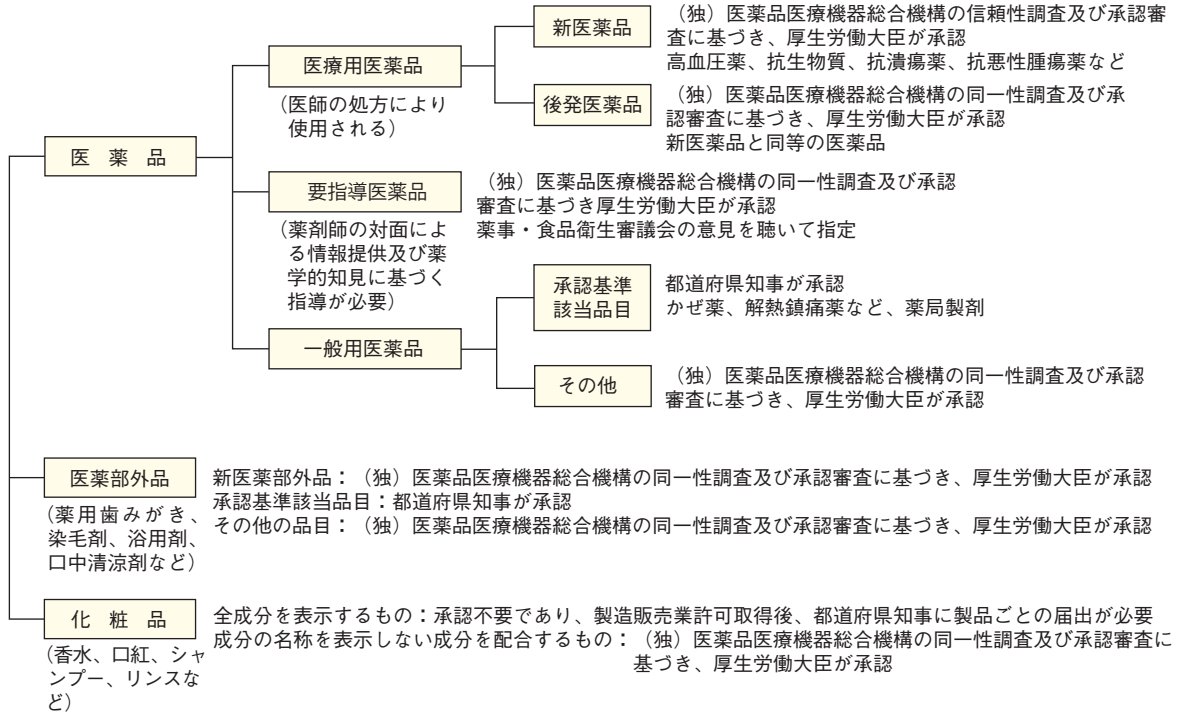 新医薬品
（独）医薬品医療機器総合機構の信頼性調査及び承認審
査に基づき、厚生労働大臣が承認
高血圧薬、抗生物質、抗潰瘍薬、抗悪性腫瘍薬など
医療用医薬品
（医師の処方により
使用される）
後発医薬品
（独）医薬品医療機器総合機構の同一性調査及び承
認審査に基づき、厚生労働大臣が承認
新医薬品と同等の医薬品
医　薬　品
要指導医薬品
（薬剤師の対面によ
る情報提供及び薬
学的知見に基づく
指導が必要）
（独）医薬品医療機器総合機構の同一性調査及び承認
審査に基づき厚生労働大臣が承認
薬事・食品衛生審議会の意見を聴いて指定
承認基準
該当品目
都道府県知事が承認
かぜ薬、解熱鎮痛薬など、薬局製剤
一般用医薬品
その他
（独）医薬品医療機器総合機構の同一性調査及び承認
審査に基づき、厚生労働大臣が承認
医薬部外品
（薬用歯みがき、
染毛剤、浴用剤、
口中清涼剤など）
新医薬部外品：（独）医薬品医療機器総合機構の同一性調査及び承認審査に基づき、厚生労働大臣が承認
承認基準該当品目：都道府県知事が承認
その他の品目：（独）医薬品医療機器総合機構の同一性調査及び承認審査に基づき、厚生労働大臣が承認
化　粧　品
（香水、口紅、シャ
ンプー、リンスな
ど）
全成分を表示するもの：承認不要であり、製造販売業許可取得後、都道府県知事に製品ごとの届出が必要
成分の名称を表示しない成分を配合するもの：（独）医薬品医療機器総合機構の同一性調査及び承認審査に
基づき、厚生労働大臣が承認